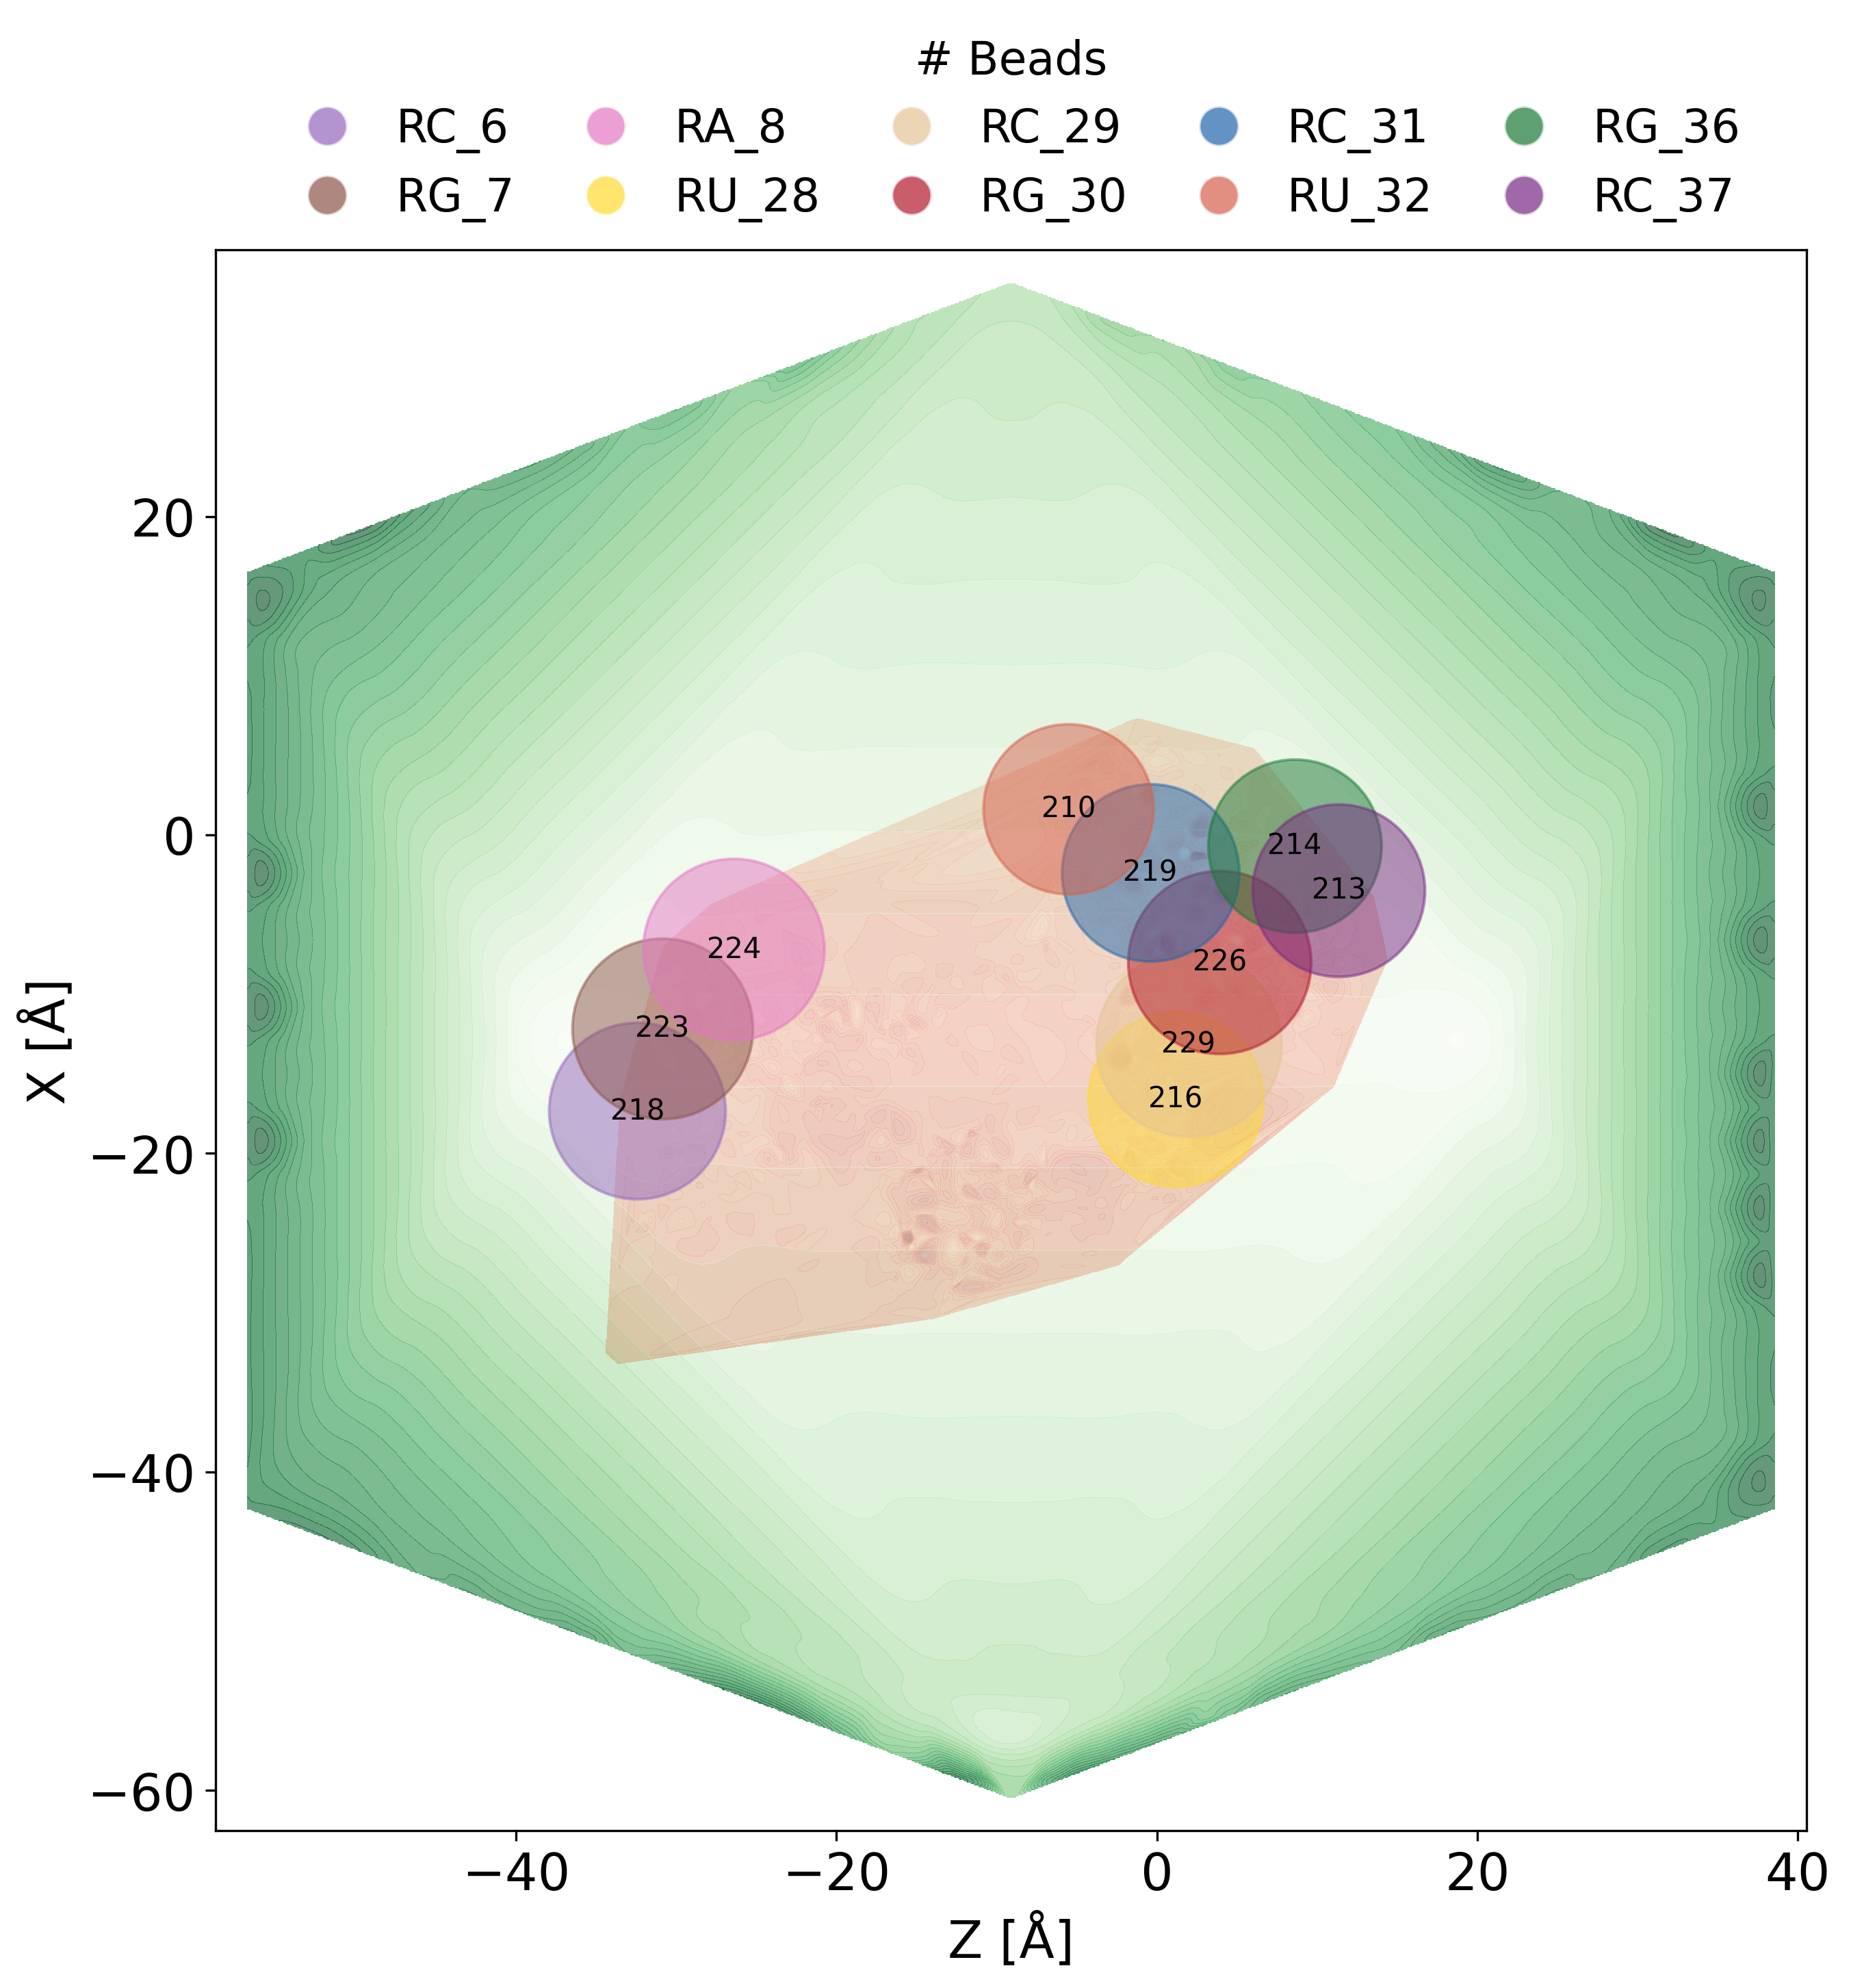 # Beads
RC_6 RA_8 RC_29 RC_31 RG_36
RG_7 RU_28 RG_30 RU_32 RC_37
20
0
−20
−40
−60
X [Å]
210
214
219
213
224
226
223
229
216
218
−40 −20 0 20 40
Z [Å]